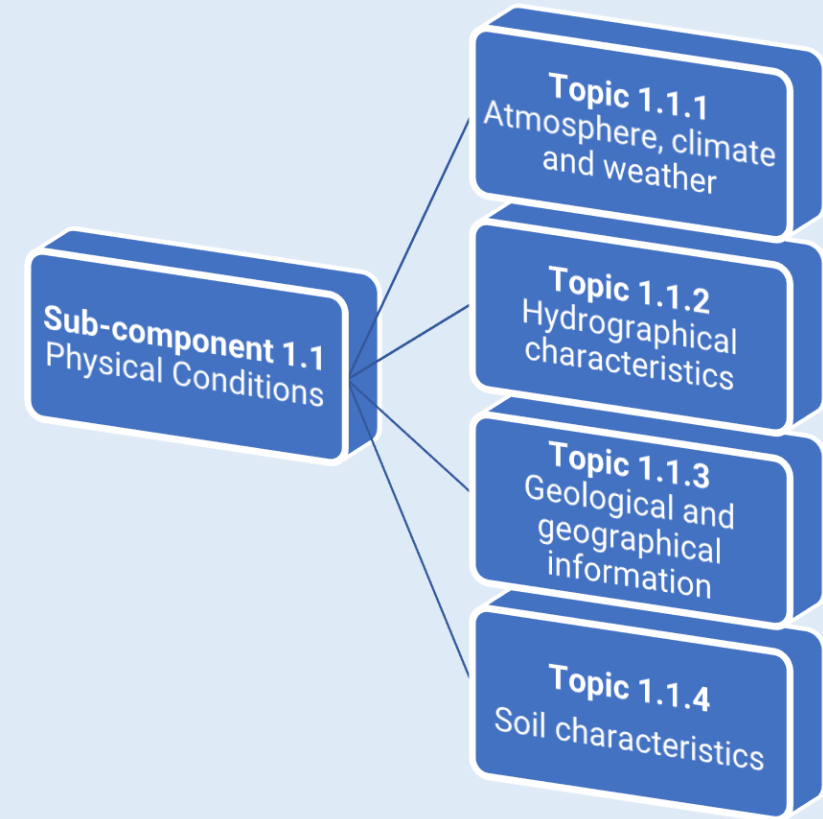 Sub-component 1.1
Physical Conditions
Topic 1.1.1
Atmosphere, climate
and weather
Topic 1.1.2
Hydrographical
characteristics
Topic 1.1.3
Geological and
geographical
information
Topic 1.1.4
Soil characteristics